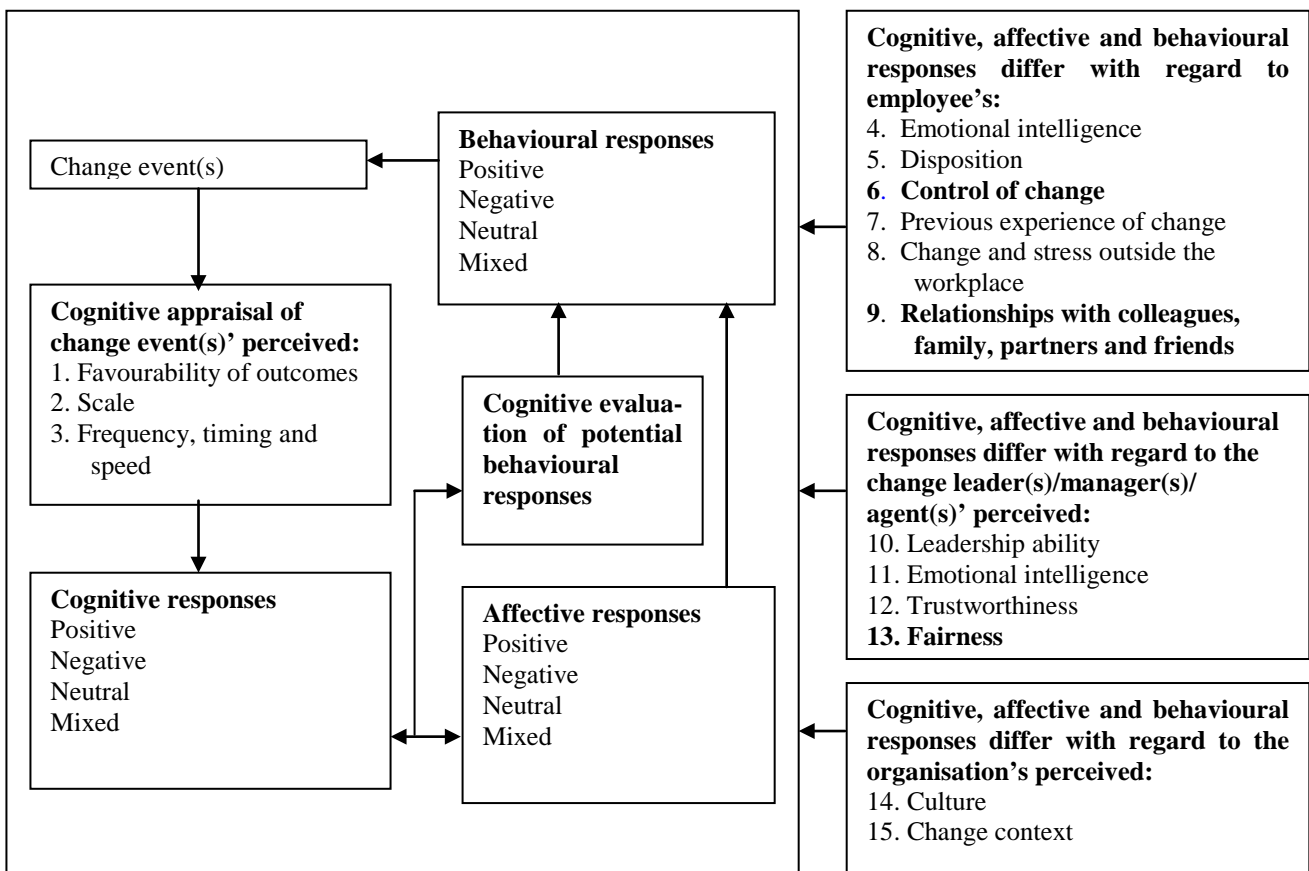 Change event(s)
Cognitive appraisal of
change event(s)’ perceived:
1. Favourability of outcomes
2. Scale
3. Frequency, timing and
speed
Cognitive responses
Positive
Negative
Neutral
Mixed
Behavioural responses
Positive
Negative
Neutral
Mixed
Cognitive evalua-
tion of potential
behavioural
responses
Affective responses
Positive
Negative
Neutral
Mixed
Cognitive, affective and behavioural
responses differ with regard to
employee’s:
4. Emotional intelligence
5. Disposition
6. Control of change
7. Previous experience of change
8. Change and stress outside the
workplace
9. Relationships with colleagues,
family, partners and friends
Cognitive, affective and behavioural
responses differ with regard to the
change leader(s)/manager(s)/
agent(s)’ perceived:
10. Leadership ability
11. Emotional intelligence
12. Trustworthiness
13. Fairness
Cognitive, affective and behavioural
responses differ with regard to the
organisation’s perceived:
14. Culture
15. Change context